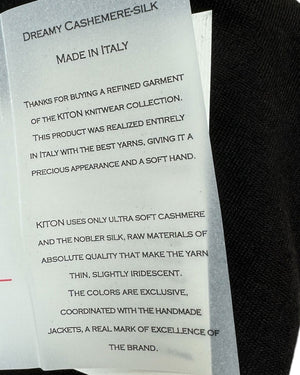 Dreamy Cashemere-silk
Made in Italy
Thanks for buying a refined garment
of the KITON knitwear collection.
This product was realized entirely
in Italy with the best yarns, giving it a
precious appearance and a soft hand.
KITON uses only ultra soft cashmere
and the nobler silk, raw materials of
absolute quality that make the yarn
thin, slightly iridescent.
The colors are exclusive,
coordinated with the handmade
jackets, a real mark of excellence of
the brand.